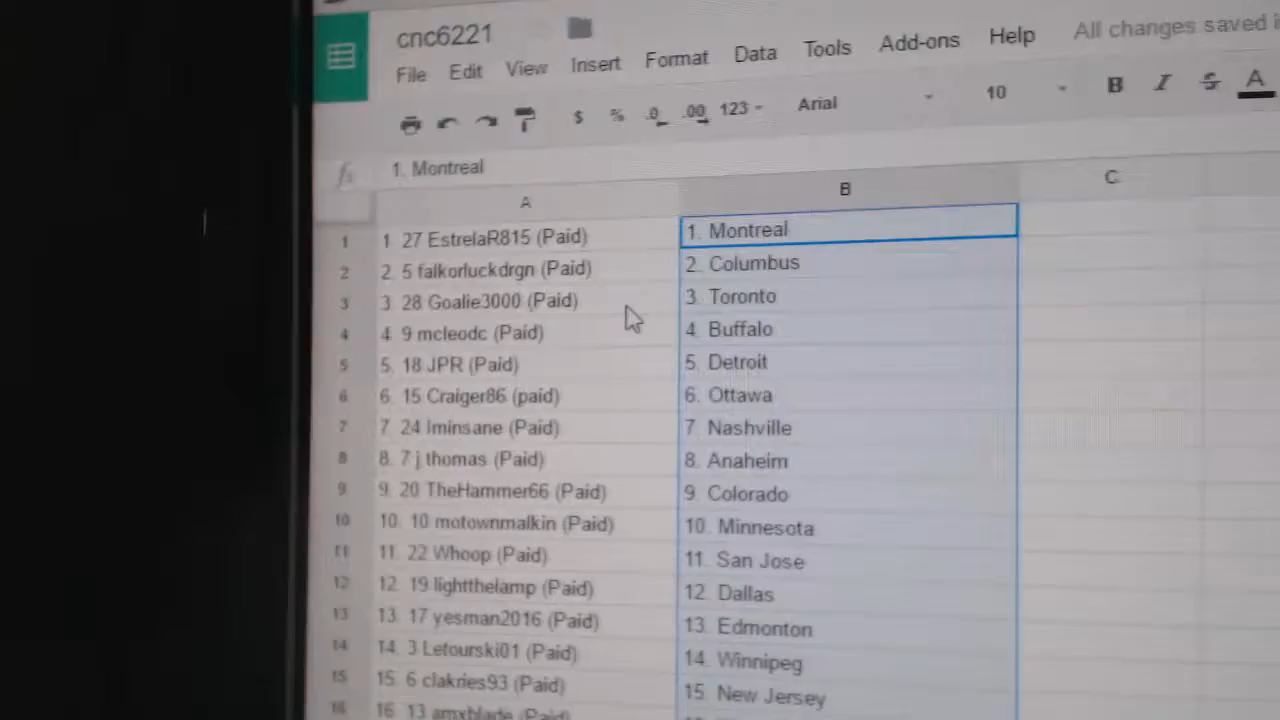 cnc6221
File Edit View Insert Format Data Tools Add-ons Help All changes saved
$ % .0 .00 123 Arial 10 B I S A
fx 1. Montreal
A B C
1 1. 27 EstrelaR815 (Paid) 1. Montreal
2 2. 5 falkorluckdrgn (Paid) 2. Columbus
3 3. 28 Goalie3000 (Paid) 3. Toronto
4 4. 9 mcleodc (Paid) 4. Buffalo
5 5. 18 JPR (Paid) 5. Detroit
6 6. 15 Craiger86 (paid) 6. Ottawa
7 7. 24 Iminsane (Paid) 7. Nashville
8 8. 7 j thomas (Paid) 8. Anaheim
9 9. 20 TheHammer66 (Paid) 9. Colorado
10 10. 10 motownmalkin (Paid) 10. Minnesota
11 11. 22 Whoop (Paid) 11. San Jose
12 12. 19 lightthelamp (Paid) 12. Dallas
13 13. 17 yesman2016 (Paid) 13. Edmonton
14 14. 3 Letourski01 (Paid) 14. Winnipeg
15 15. 6 clakries93 (Paid) 15. New Jersey
16 16. 13 amxblade (Paid)